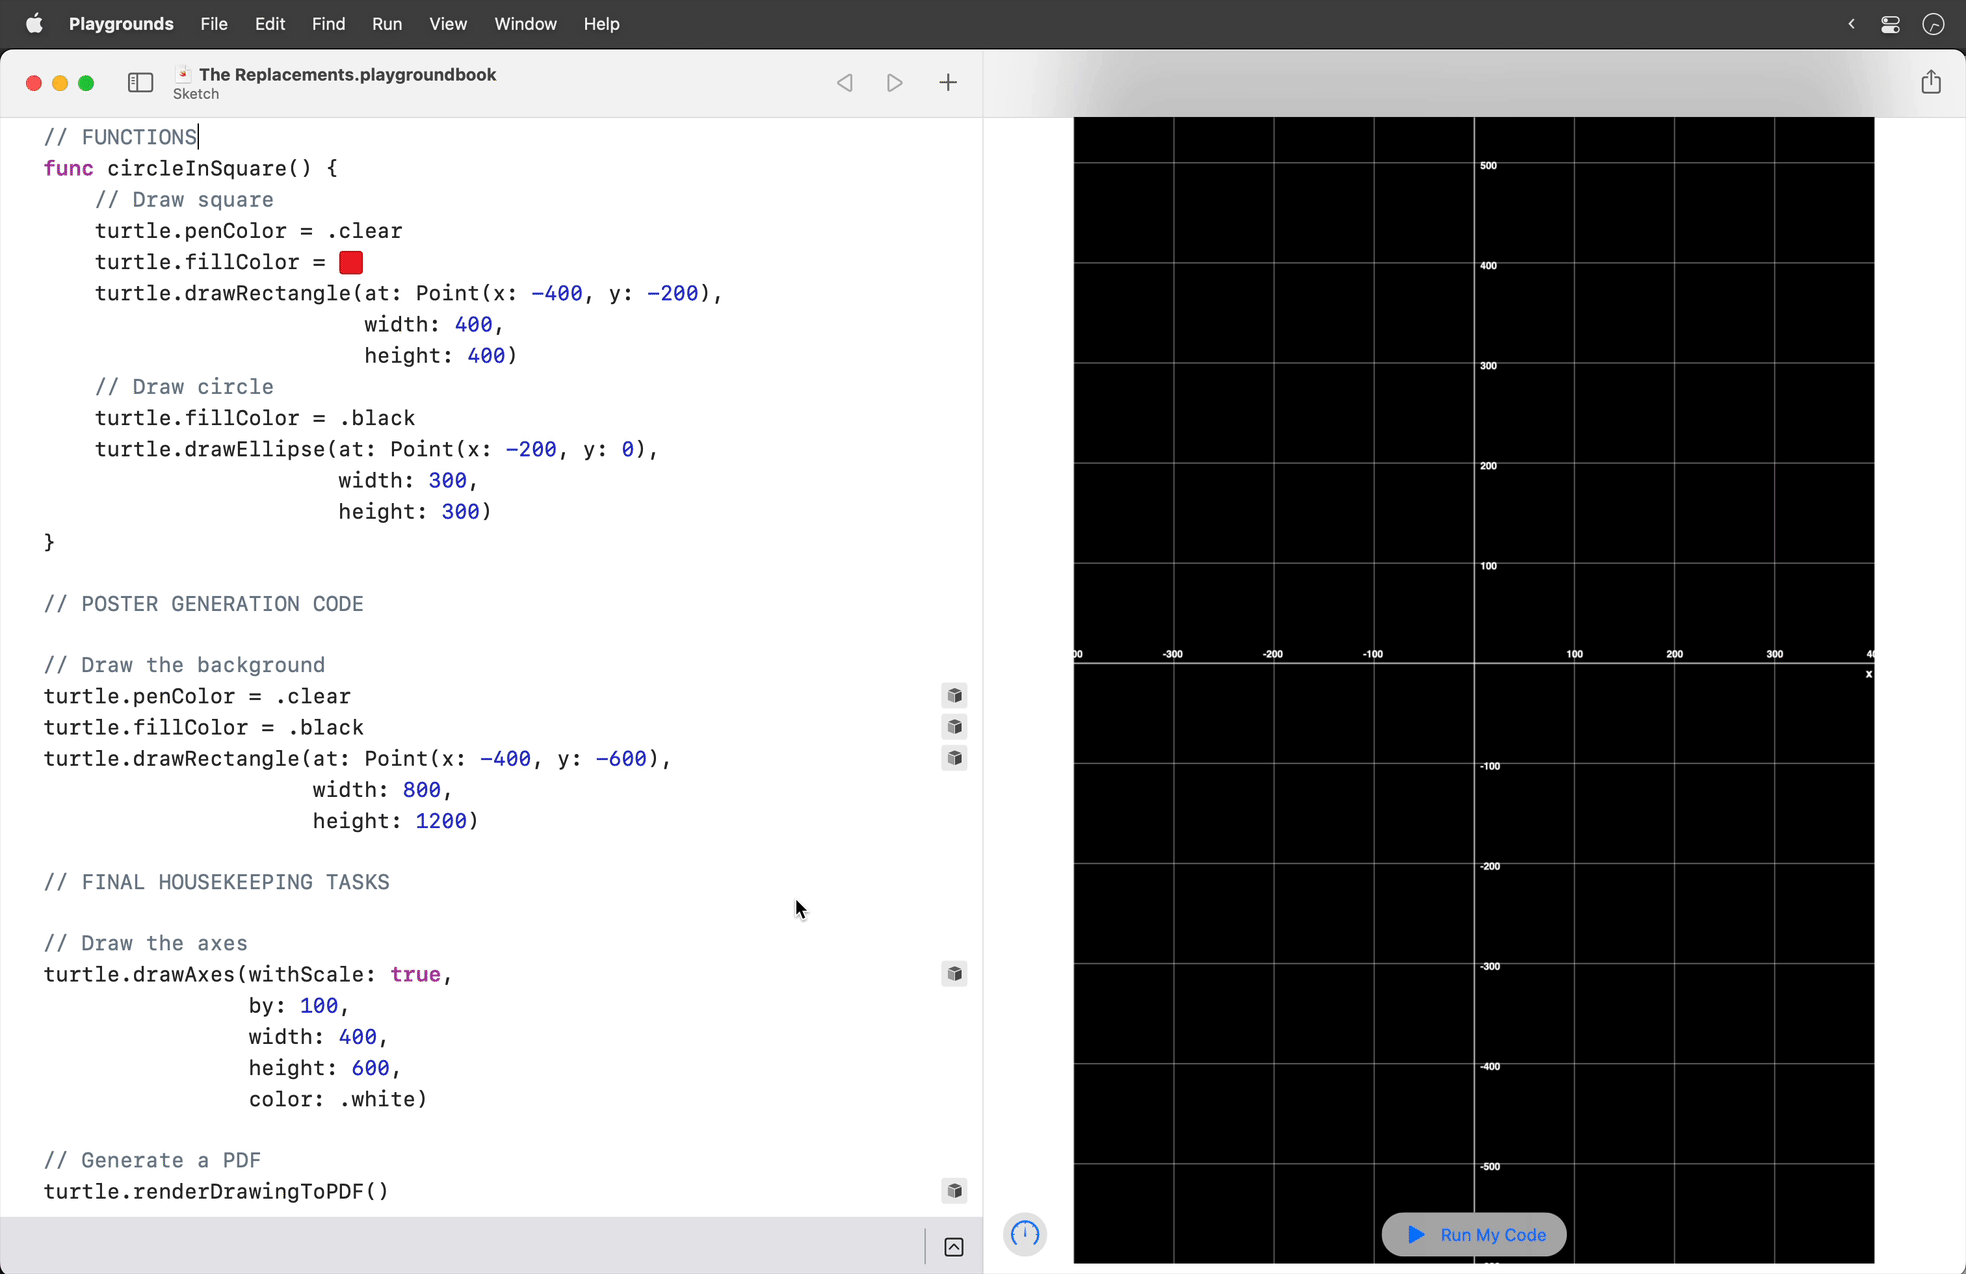 Playgrounds File Edit Find Run View Window Help
The Replacements.playgroundbook
Sketch
// FUNCTIONS
func circleInSquare() {
// Draw square
turtle.penColor = .clear
turtle.fillColor =
turtle.drawRectangle(at: Point(x: -400, y: -200),
width: 400,
height: 400)
// Draw circle
turtle.fillColor = .black
turtle.drawEllipse(at: Point(x: -200, y: 0),
width: 300,
height: 300)
}
// POSTER GENERATION CODE
// Draw the background
turtle.penColor = .clear
turtle.fillColor = .black
turtle.drawRectangle(at: Point(x: -400, y: -600),
width: 800,
height: 1200)
// FINAL HOUSEKEEPING TASKS
// Draw the axes
turtle.drawAxes(withScale: true,
by: 100,
width: 400,
height: 600,
color: .white)
// Generate a PDF
turtle.renderDrawingToPDF()
500
400
300
200
100
-300 -200 -100 100 200 300
x
-100
-200
-300
-400
-500
Run My Code